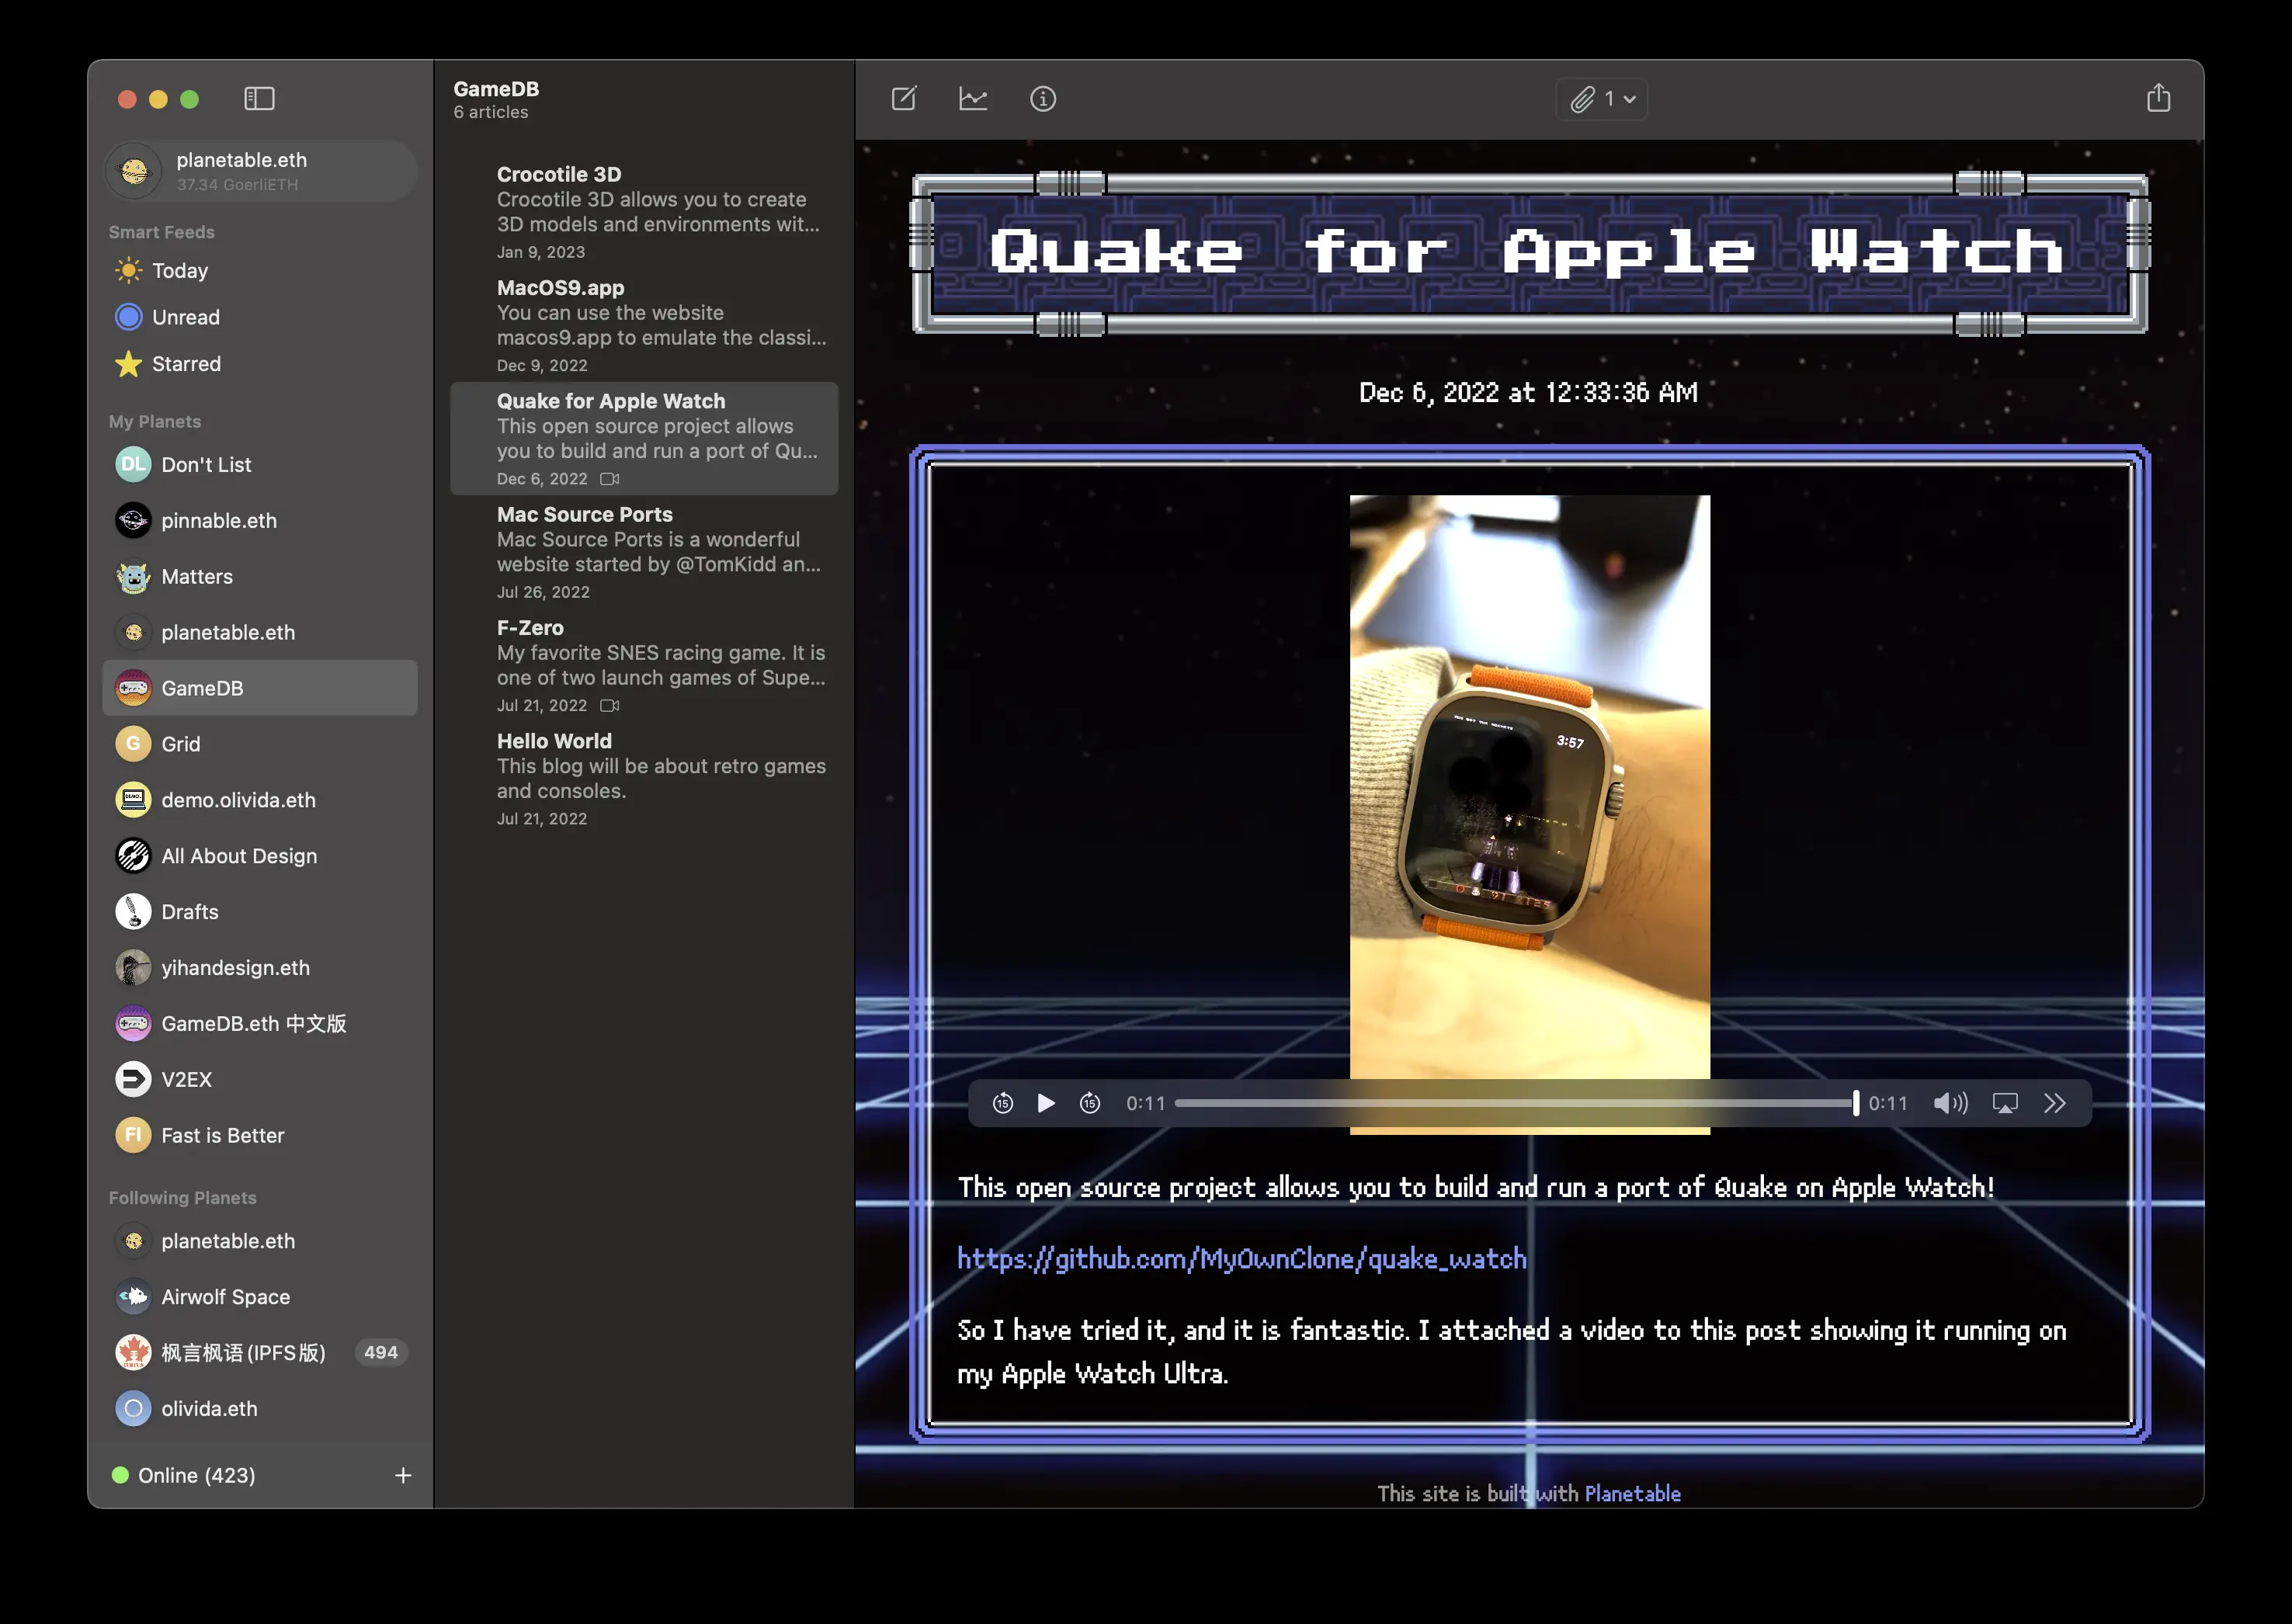 planetable.eth
37.34 GoerliETH
Smart Feeds
Today
Unread
Starred
My Planets
DL Don't List
pinnable.eth
Matters
planetable.eth
GameDB
G Grid
DEMO. demo.olivida.eth
All About Design
Drafts
yihandesign.eth
GameDB.eth 中文版
V2EX
FI Fast is Better
Following Planets
planetable.eth
Airwolf Space
枫言枫语(IPFS版) 494
olivida.eth
Online (423)
GameDB
6 articles
Crocotile 3D
Crocotile 3D allows you to create
3D models and environments wit...
Jan 9, 2023
MacOS9.app
You can use the website
macos9.app to emulate the classi...
Dec 9, 2022
Quake for Apple Watch
This open source project allows
you to build and run a port of Qu...
Dec 6, 2022
Mac Source Ports
Mac Source Ports is a wonderful
website started by @TomKidd an...
Jul 26, 2022
F-Zero
My favorite SNES racing game. It is
one of two launch games of Supe...
Jul 21, 2022
Hello World
This blog will be about retro games
and consoles.
Jul 21, 2022
1
Quake for Apple Watch
Dec 6, 2022 at 12:33:36 AM
3:57
15 15 0:11 0:11
This open source project allows you to build and run a port of Quake on Apple Watch!
https://github.com/MyOwnClone/quake_watch
So I have tried it, and it is fantastic. I attached a video to this post showing it running on
my Apple Watch Ultra.
This site is built with Planetable